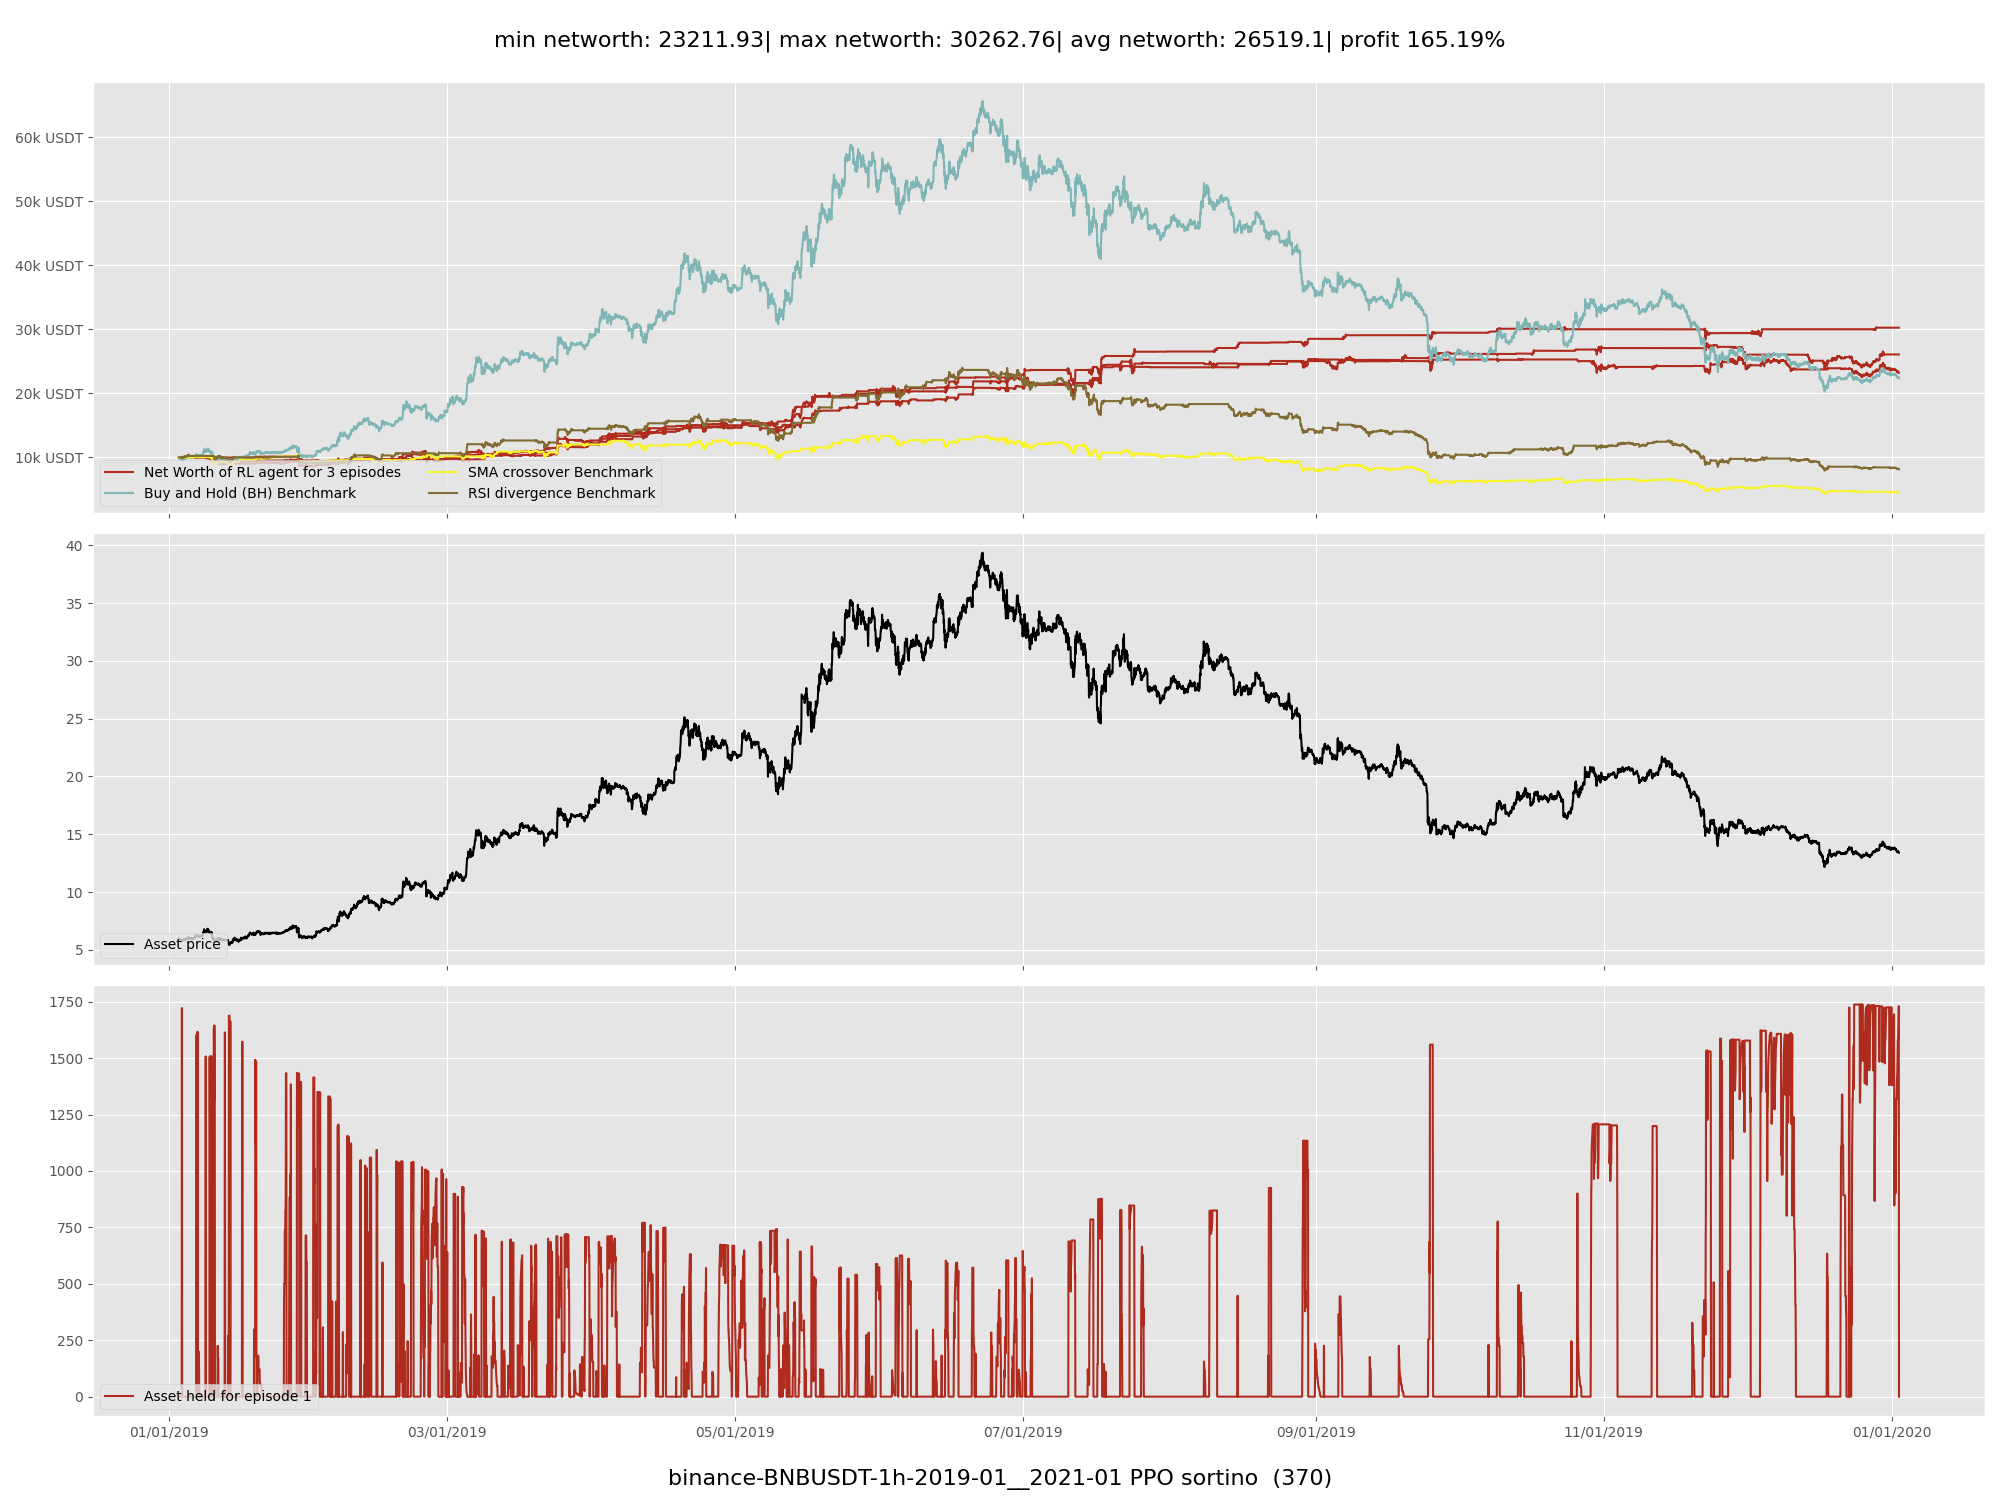 min networth: 23211.93| max networth: 30262.76| avg networth: 26519.1| profit 165.19%
60k USDT
50k USDT
40k USDT
30k USDT
20k USDT
10k USDT
Net Worth of RL agent for 3 episodes
Buy and Hold (BH) Benchmark
SMA crossover Benchmark
RSI divergence Benchmark
40
35
30
25
20
15
10
5
Asset price
1750
1500
1250
1000
750
500
250
0
Asset held for episode 1
01/01/2019 03/01/2019 05/01/2019 07/01/2019 09/01/2019 11/01/2019 01/01/2020
binance-BNBUSDT-1h-2019-01__2021-01 PPO sortino  (370)